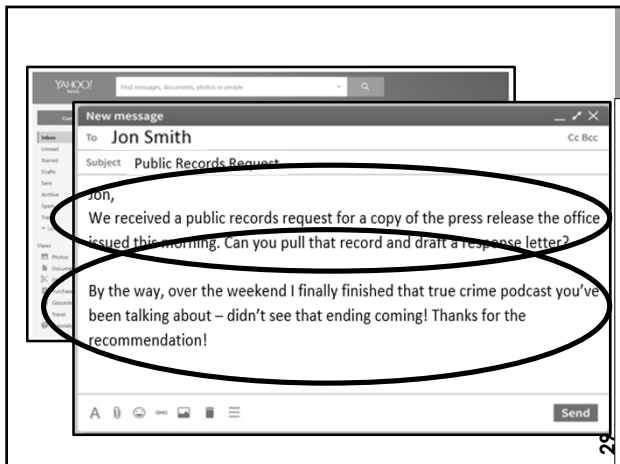 YAHOO!
MAIL
Find messages, documents, photos or people
New message
To Jon Smith
Cc Bcc
Subject Public Records Request
Jon,
We received a public records request for a copy of the press release the office
issued this morning. Can you pull that record and draft a response letter?
By the way, over the weekend I finally finished that true crime podcast you've
been talking about – didn't see that ending coming! Thanks for the
recommendation!
Inbox
Unread
Starred
Drafts
Sent
Archive
Spam
Views
Photos
Groceries
Travel
Send
29